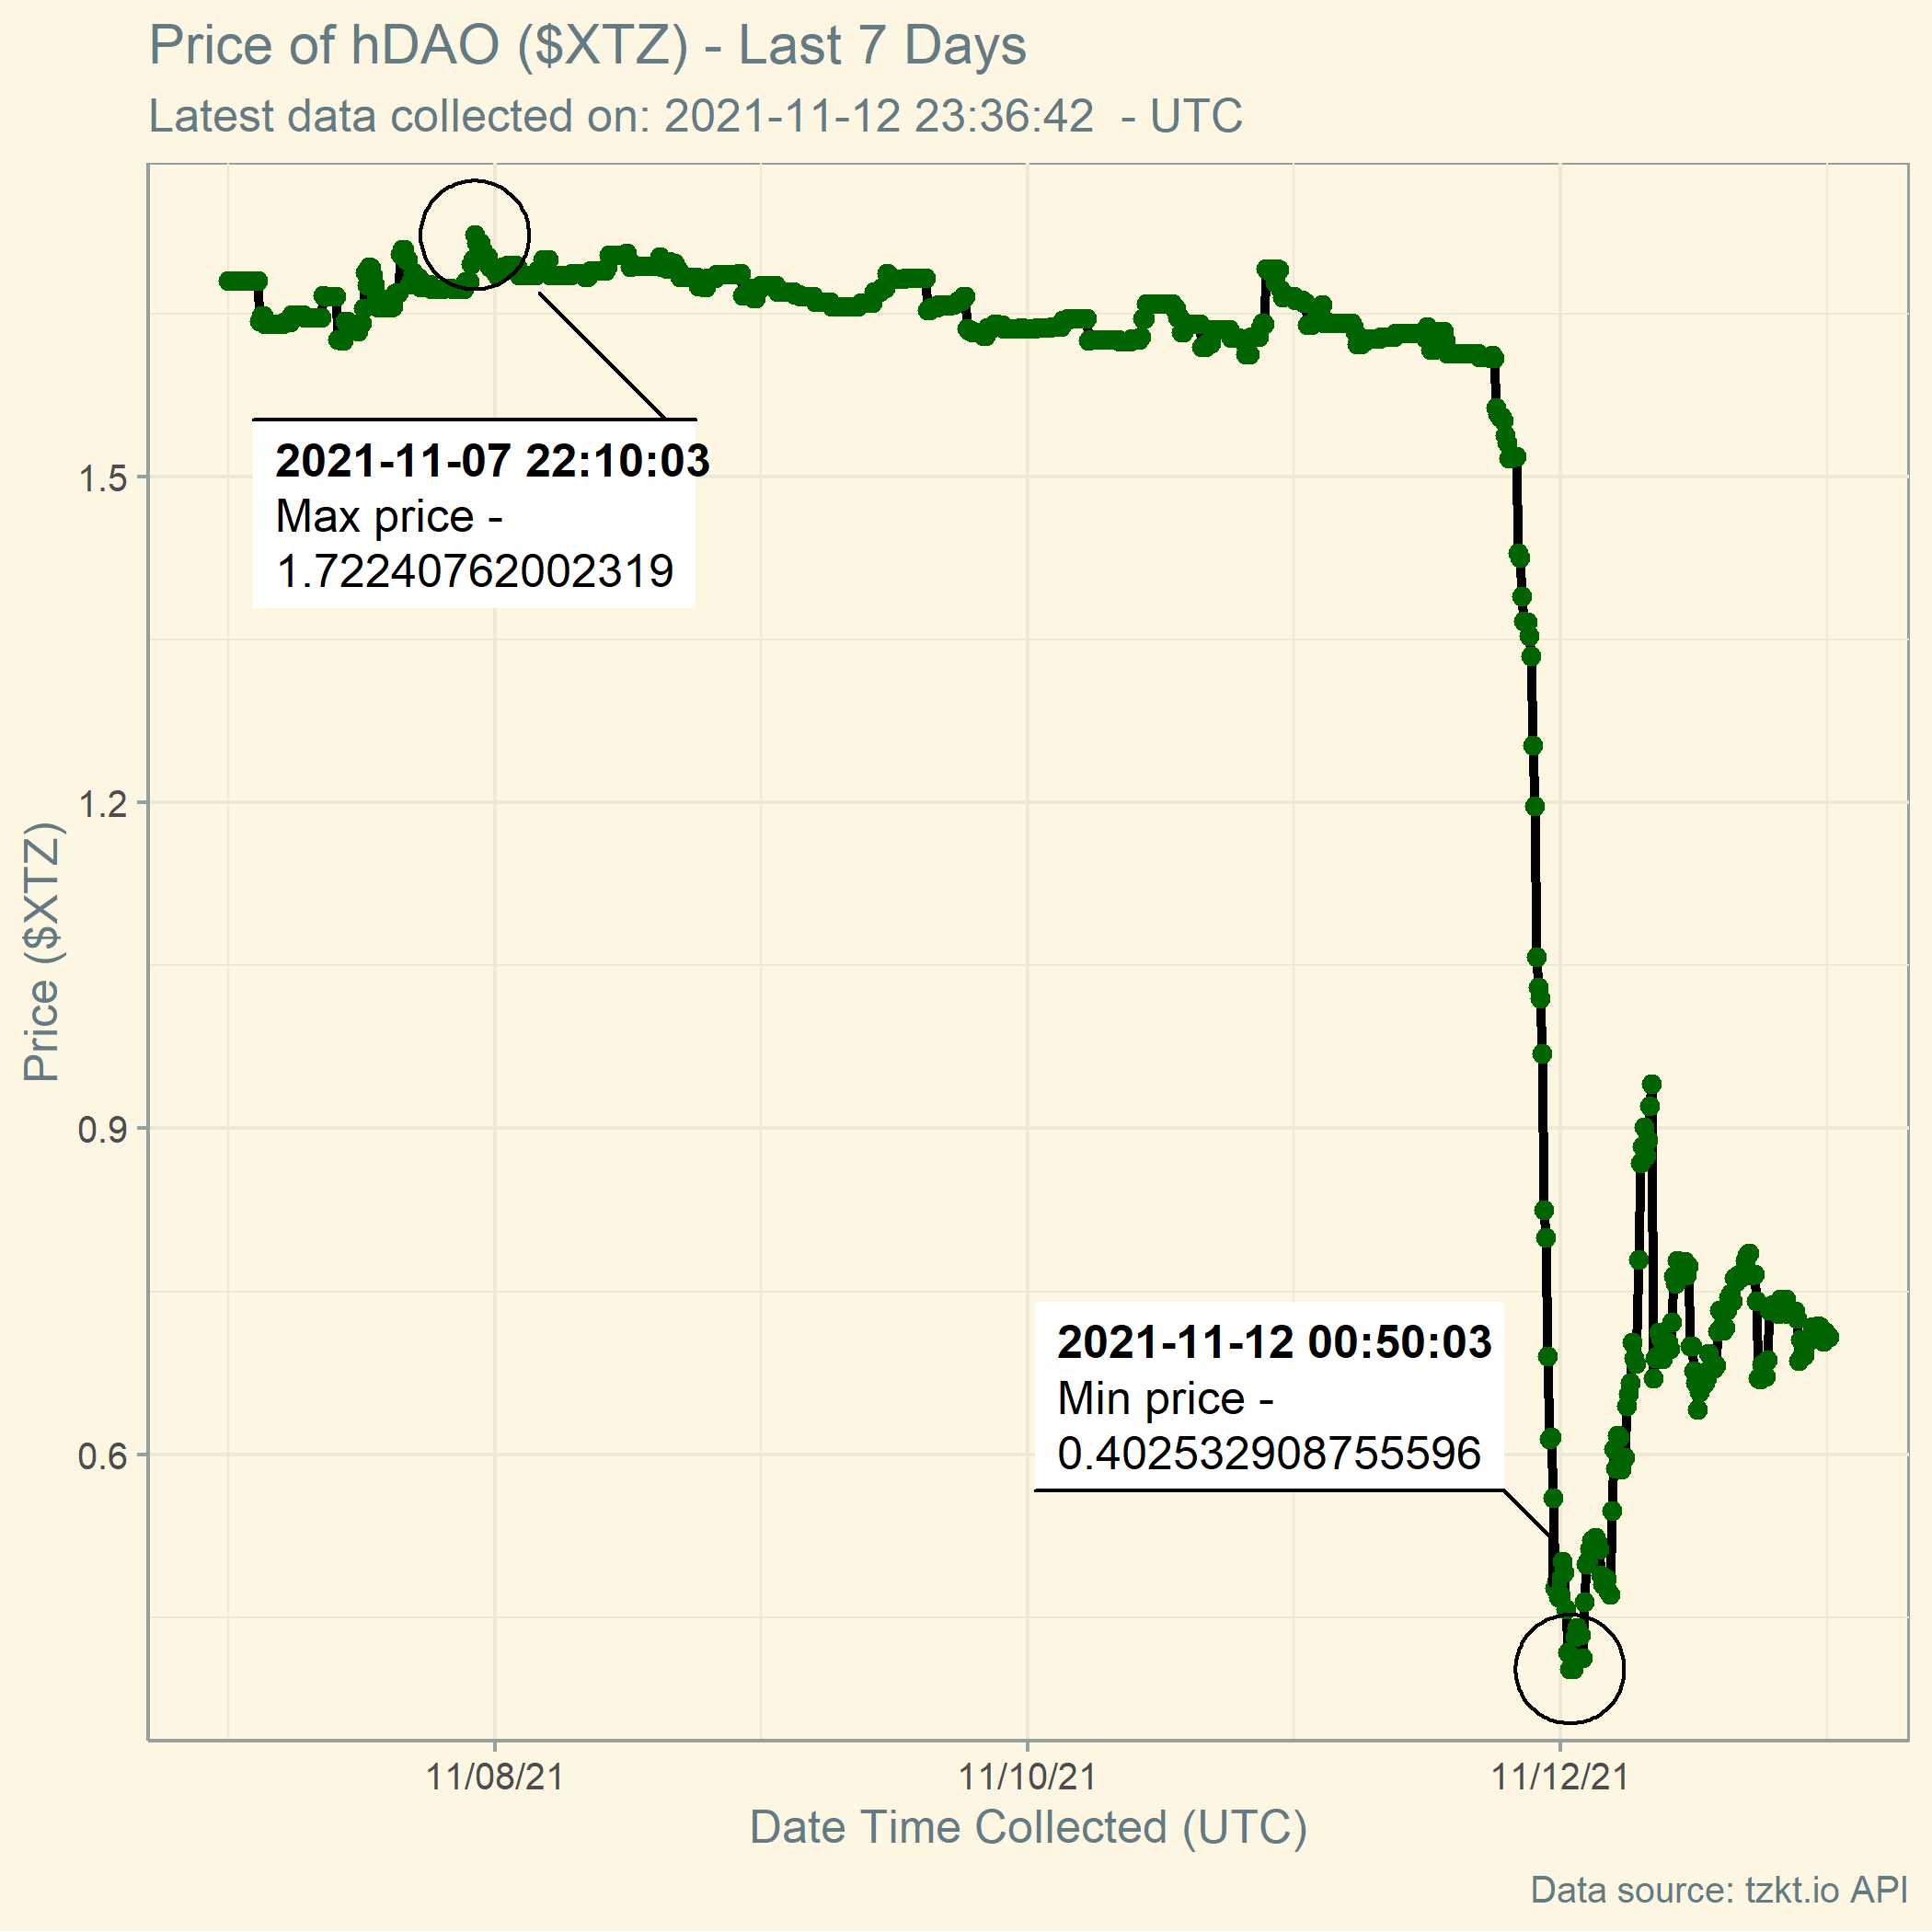 Price of hDAO ($XTZ) - Last 7 Days
Latest data collected on: 2021-11-12 23:36:42  - UTC
2021-11-07 22:10:03
Max price -
1.72240762002319
1.5
1.2
0.9
0.6
Price ($XTZ)
2021-11-12 00:50:03
Min price -
0.402532908755596
11/08/21
11/10/21
11/12/21
Date Time Collected (UTC)
Data source: tzkt.io API